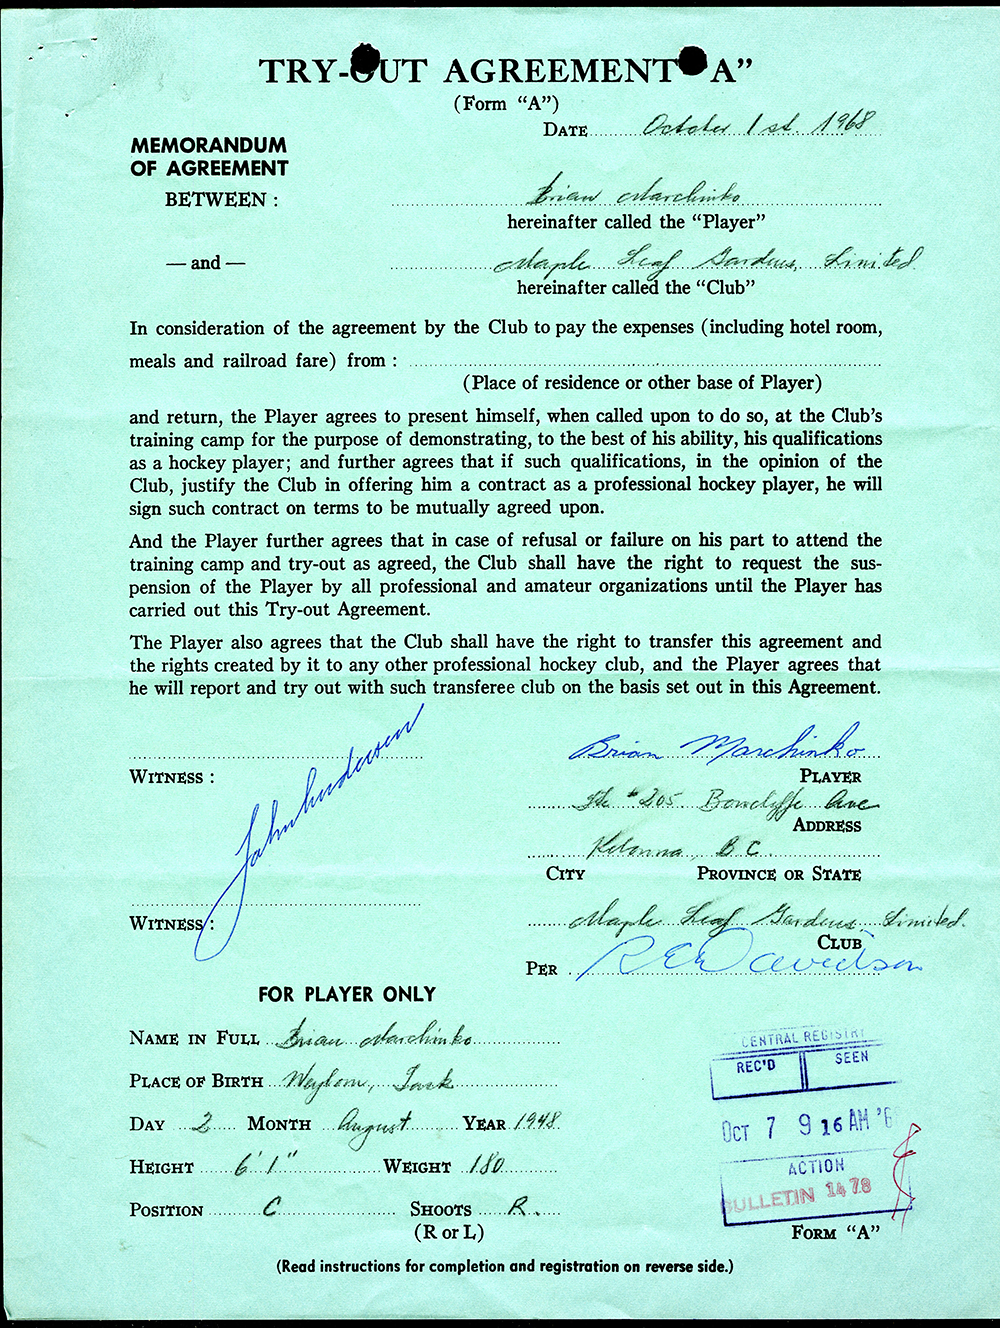 TRY-OUT AGREEMENT "A"
(Form "A")
DATE October 1st. 1968
MEMORANDUM
OF AGREEMENT
BETWEEN :
Brian Marchinko
hereinafter called the "Player"
— and —
Maple Leaf Gardens, Limited
hereinafter called the "Club"
In consideration of the agreement by the Club to pay the expenses (including hotel room,
meals and railroad fare) from :
(Place of residence or other base of Player)
and return, the Player agrees to present himself, when called upon to do so, at the Club's
training camp for the purpose of demonstrating, to the best of his ability, his qualifications
as a hockey player; and further agrees that if such qualifications, in the opinion of the
Club, justify the Club in offering him a contract as a professional hockey player, he will
sign such contract on terms to be mutually agreed upon.
And the Player further agrees that in case of refusal or failure on his part to attend the
training camp and try-out as agreed, the Club shall have the right to request the sus-
pension of the Player by all professional and amateur organizations until the Player has
carried out this Try-out Agreement.
The Player also agrees that the Club shall have the right to transfer this agreement and
the rights created by it to any other professional hockey club, and the Player agrees that
he will report and try out with such transferee club on the basis set out in this Agreement.
WITNESS :
Brian Marchinko
PLAYER
205 Ave
ADDRESS
B C.
CITY PROVINCE OR STATE
WITNESS :
Maple Leaf Gardens, Limited.
CLUB
PER R E Davidson
FOR PLAYER ONLY
NAME IN FULL Brian Marchinko
PLACE OF BIRTH Weyburn, Sask
DAY 2 MONTH August YEAR 1948
HEIGHT 6' 1" WEIGHT 180
POSITION C SHOOTS R.
(R or L)
CENTRAL REGISTRY
REC'D SEEN
OCT 7 9 16 AM '6
ACTION
BULLETIN 1478
FORM "A"
(Read instructions for completion and registration on reverse side.)